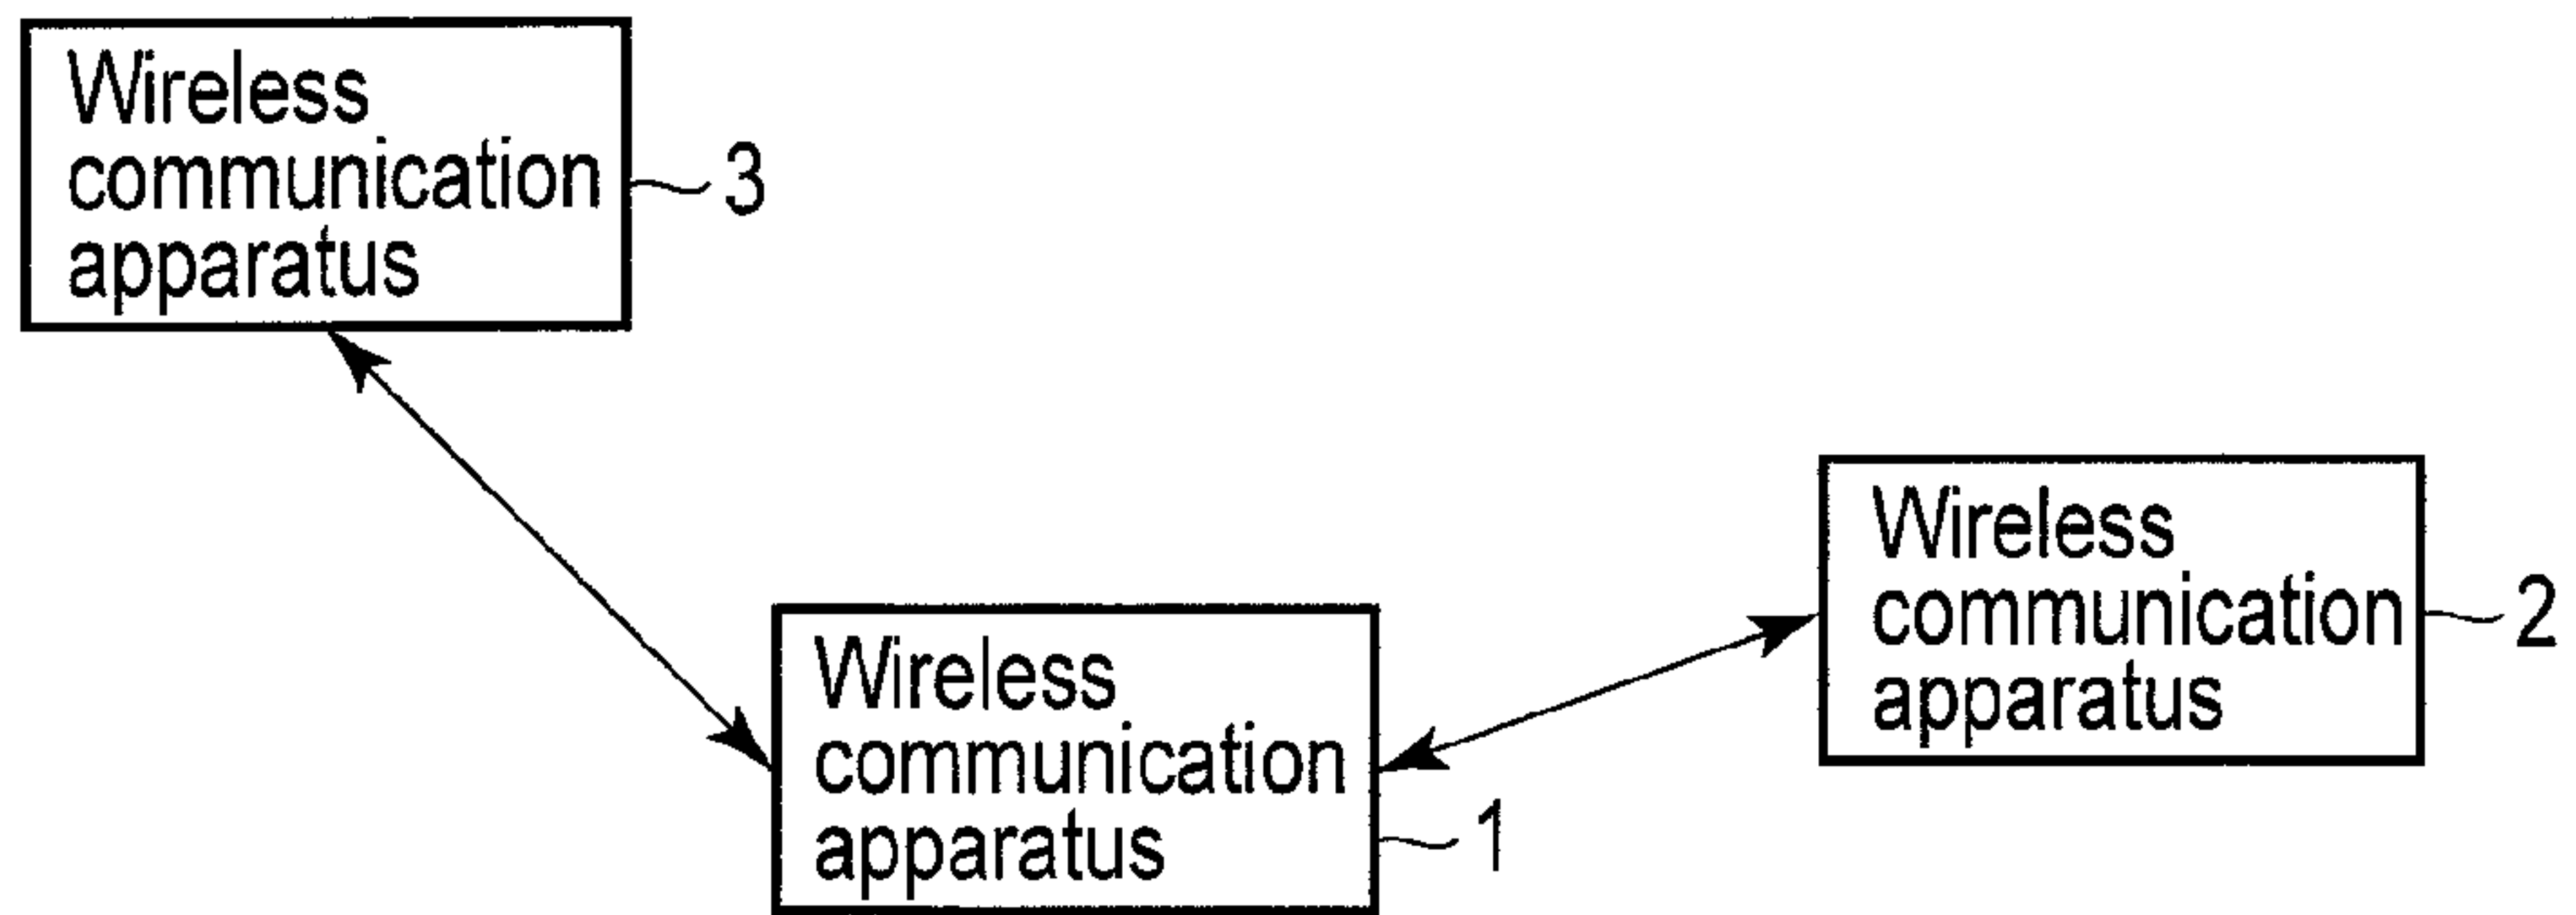 Wireless
communication
apparatus
3
Wireless
communication
apparatus
2
Wireless
communication
apparatus
1